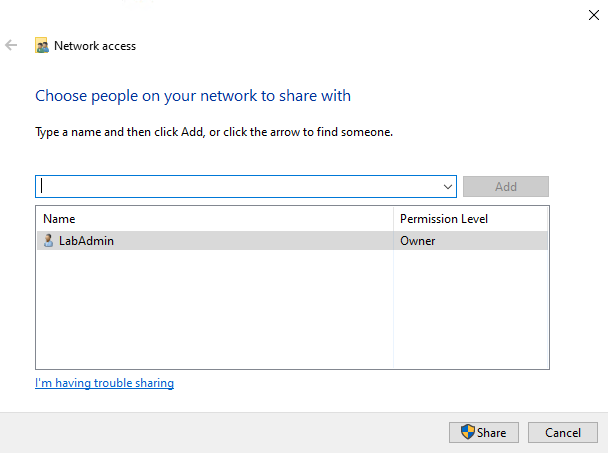 Network access
Choose people on your network to share with
Type a name and then click Add, or click the arrow to find someone.
Add
Name Permission Level
LabAdmin Owner
I'm having trouble sharing
Share Cancel